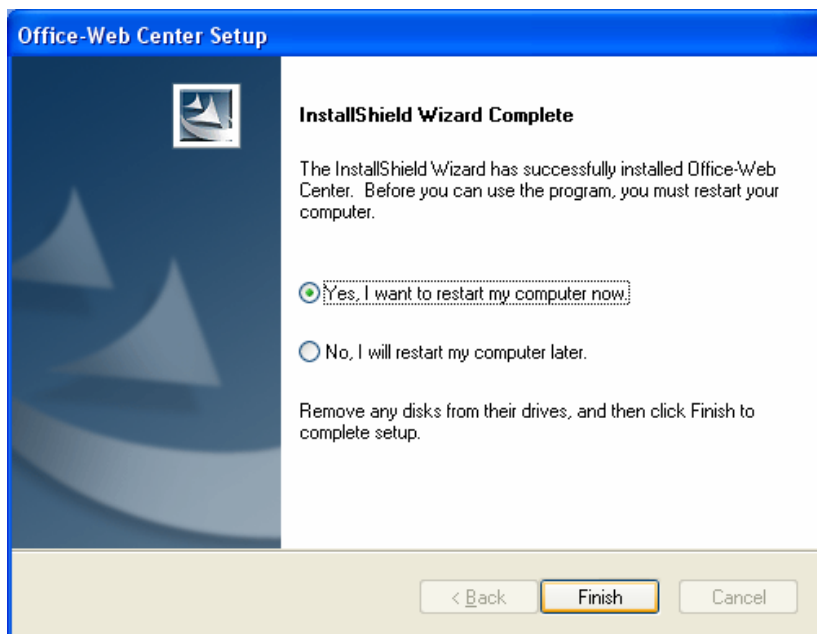 Office-Web Center Setup
InstallShield Wizard Complete
The InstallShield Wizard has successfully installed Office-Web
Center. Before you can use the program, you must restart your
computer.
Yes, I want to restart my computer now.
No, I will restart my computer later.
Remove any disks from their drives, and then click Finish to
complete setup.
< Back Finish Cancel